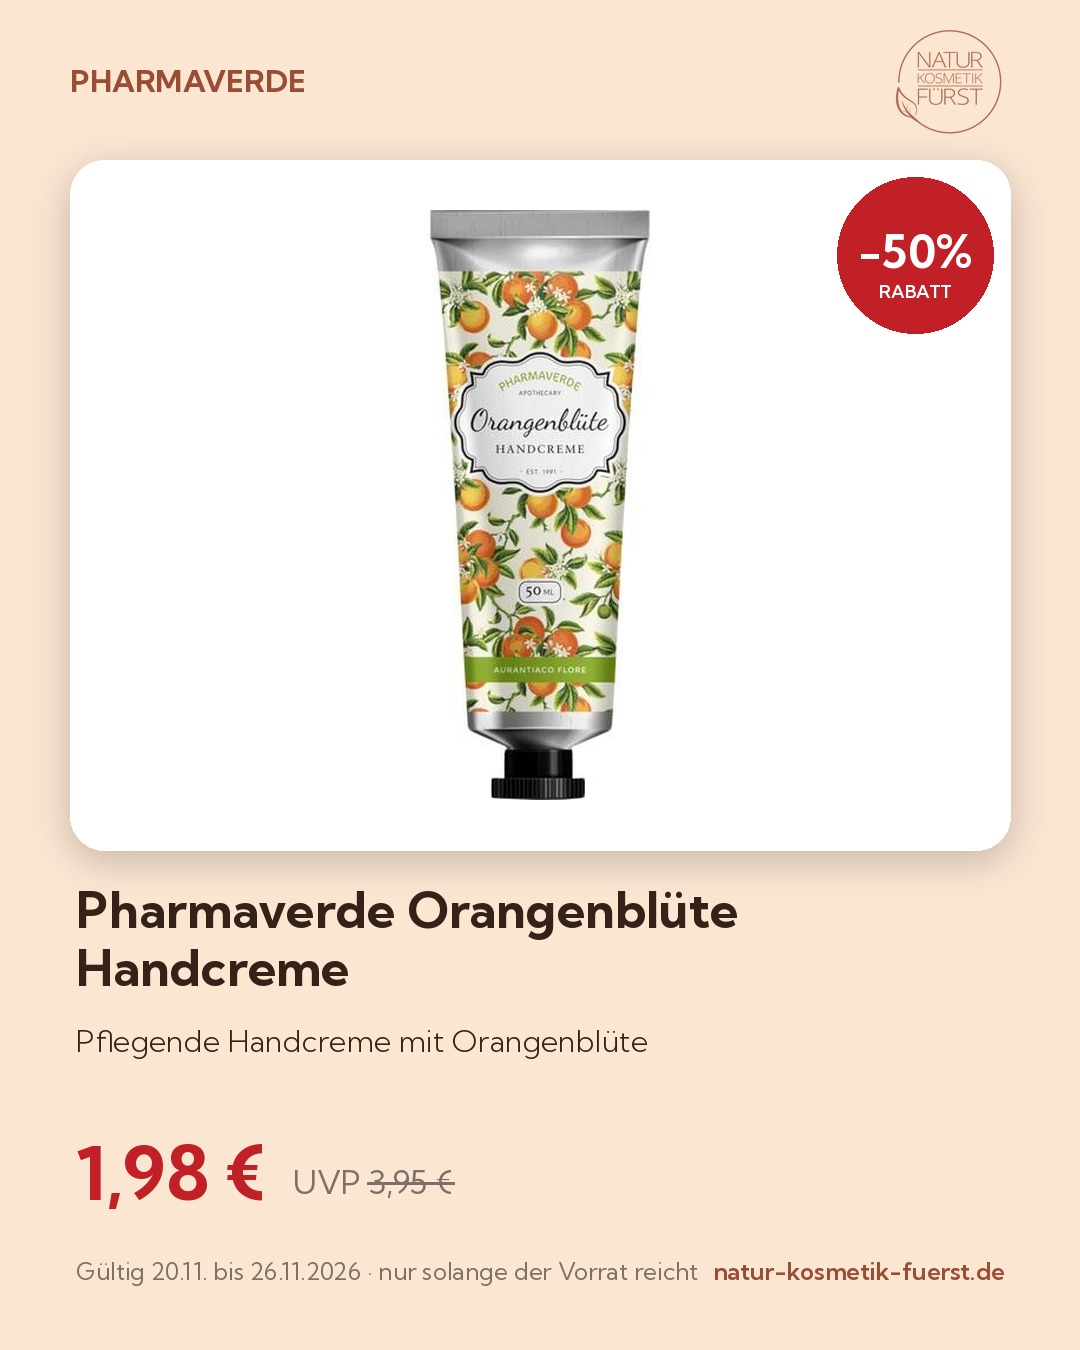 PHARMAVERDE
NATUR
KOSMETIK
FÜRST
-50%
RABATT
PHARMAVERDE
APOTHECARY
Orangenblüte
HANDCREME
- EST. 1991 -
50 ML
AURANTIACO FLORE
Pharmaverde Orangenblüte
Handcreme
Pflegende Handcreme mit Orangenblüte
1,98 € UVP 3,95 €
Gültig 20.11. bis 26.11.2026 · nur solange der Vorrat reicht natur-kosmetik-fuerst.de